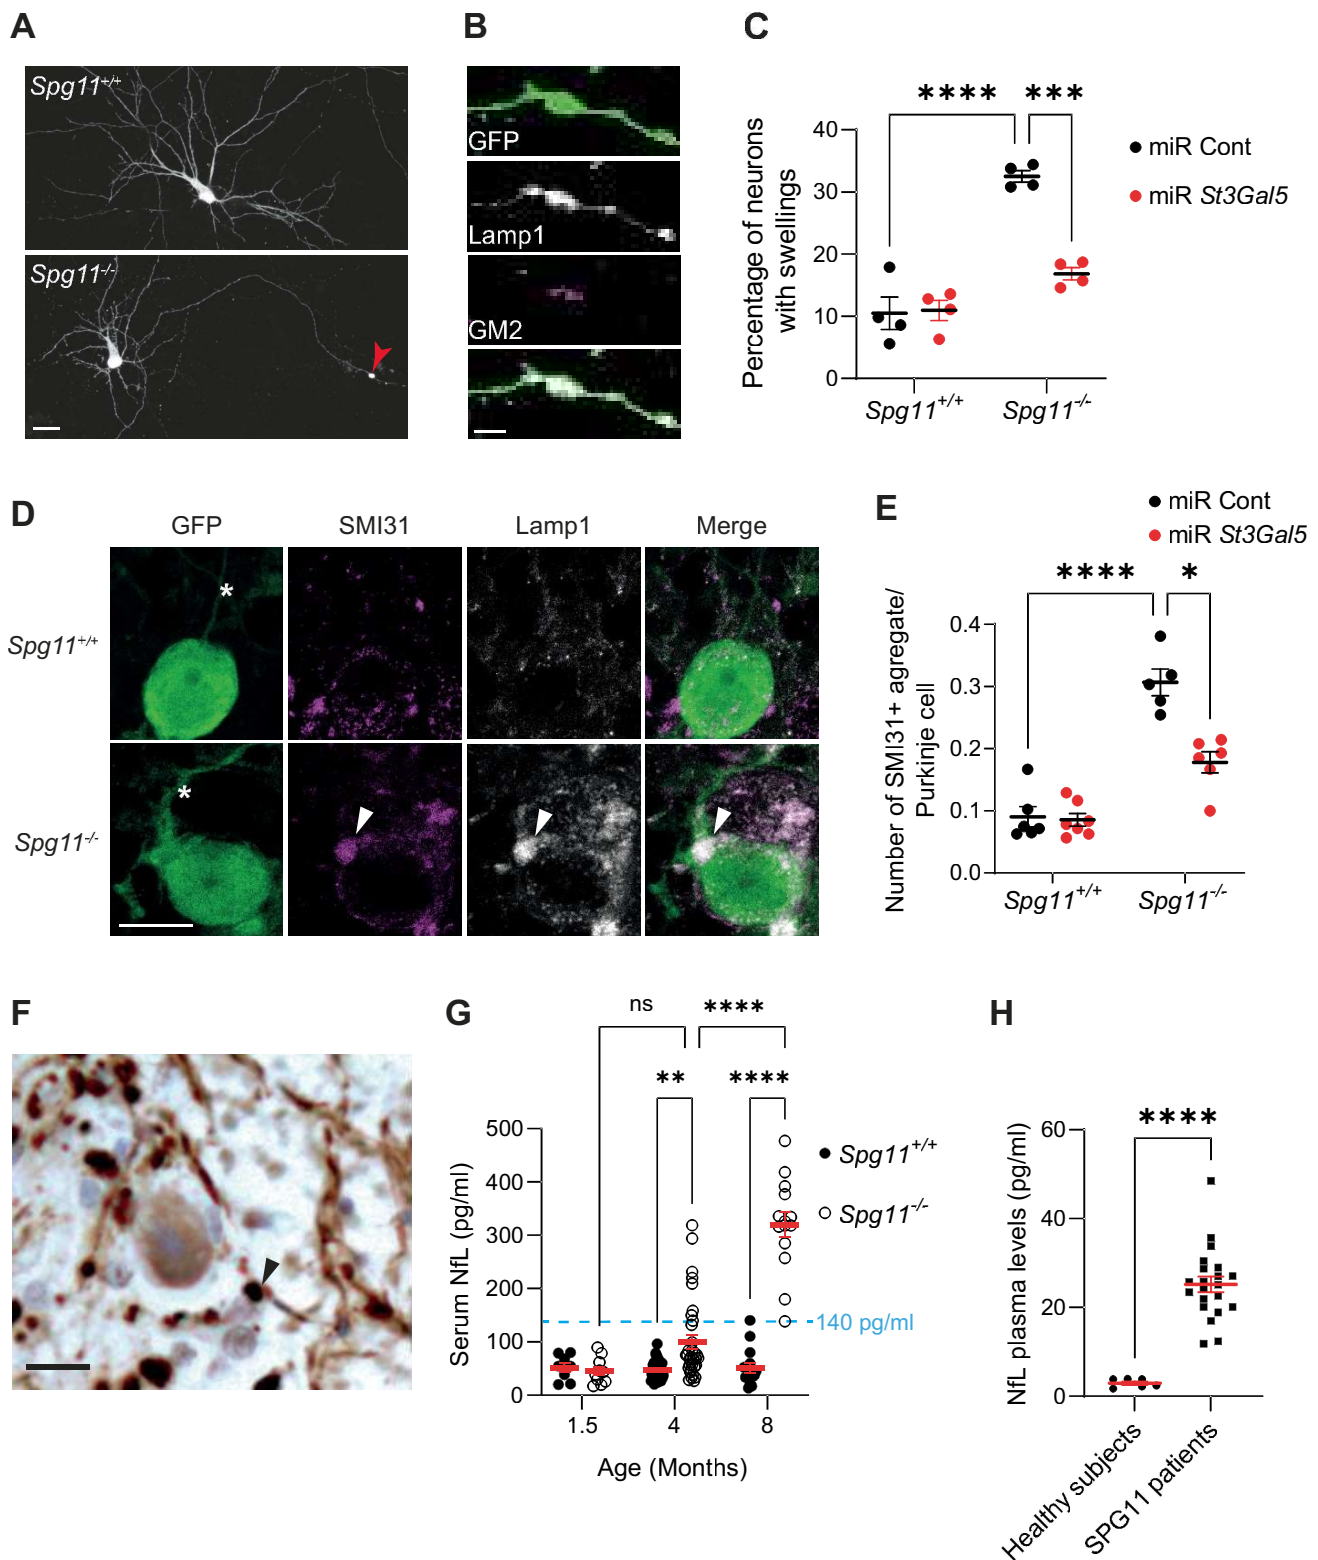 A
Spg11+/+
Spg11-/-
B
GFP
Lamp1
GM2
C
**** ***
Percentage of neurons
with swellings
40
30
20
10
0
Spg11+/+ Spg11-/-
miR Cont
miR St3Gal5
D
GFP SMI31 Lamp1 Merge
Spg11+/+
*
Spg11-/-
*
E
miR Cont
miR St3Gal5
**** *
Number of SMI31+ agregate/
Purkinje cell
0.4
0.3
0.2
0.1
0.0
Spg11+/+ Spg11-/-
F
G
ns ****
** ****
Serum NfL (pg/ml)
500
400
300
200
100
0
140 pg/ml
Spg11+/+
Spg11-/-
1.5 4 8
Age (Months)
H
****
NfL plasma levels (pg/ml)
60
40
20
0
Healthy subjects
SPG11 patients